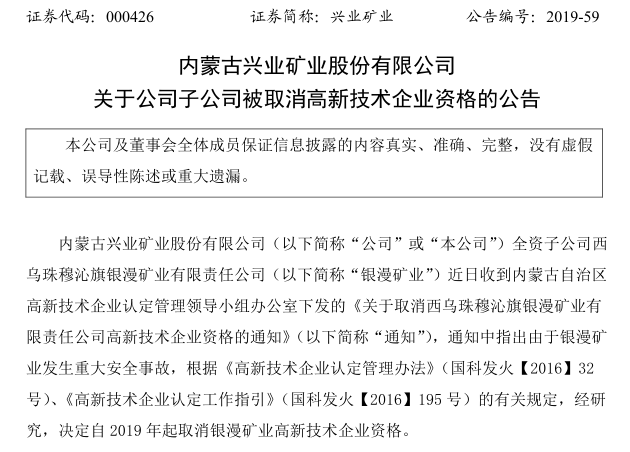 证券代码：000426 证券简称：兴业矿业 公告编号：2019-59
内蒙古兴业矿业股份有限公司
关于公司子公司被取消高新技术企业资格的公告
本公司及董事会全体成员保证信息披露的内容真实、准确、完整，没有虚假
记载、误导性陈述或重大遗漏。
内蒙古兴业矿业股份有限公司（以下简称“公司”或“本公司”）全资子公司西
乌珠穆沁旗银漫矿业有限责任公司（以下简称“银漫矿业”）近日收到内蒙古自治区
高新技术企业认定管理领导小组办公室下发的《关于取消西乌珠穆沁旗银漫矿业有
限责任公司高新技术企业资格的通知》（以下简称“通知”），通知中指出由于银漫矿
业发生重大安全事故，根据《高新技术企业认定管理办法》（国科发火【2016】32
号）、《高新技术企业认定工作指引》（国科发火【2016】195 号）的有关规定，经研
究，决定自 2019 年起取消银漫矿业高新技术企业资格。